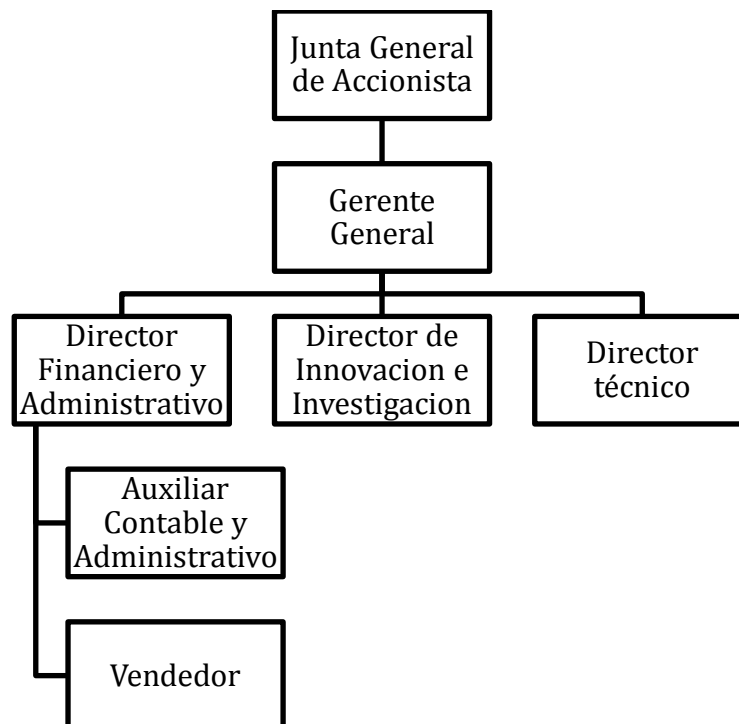 Junta General
de Accionista
Gerente
General
Director
Financiero y
Administrativo
Director de
Innovacion e
Investigacion
Director
técnico
Auxiliar
Contable y
Administrativo
Vendedor